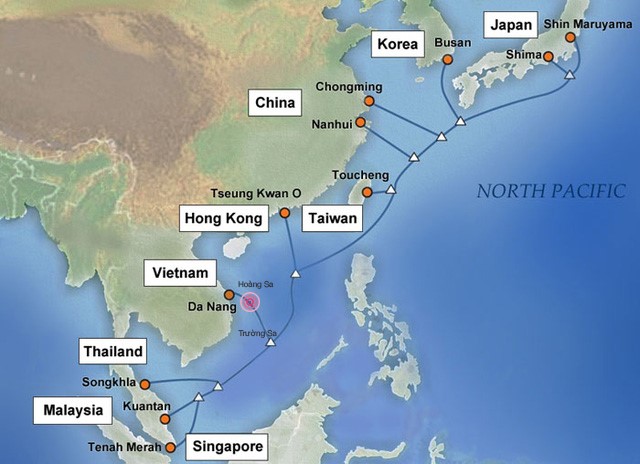 Japan
Shin Maruyama
Korea
Busan
Shima
Chongming
China
Nanhui
Toucheng
NORTH PACIFIC
Tseung Kwan O
Hong Kong
Taiwan
Vietnam
Hoàng Sa
Da Nang
Trường Sa
Thailand
Songkhla
Malaysia
Kuantan
Tenah Merah
Singapore